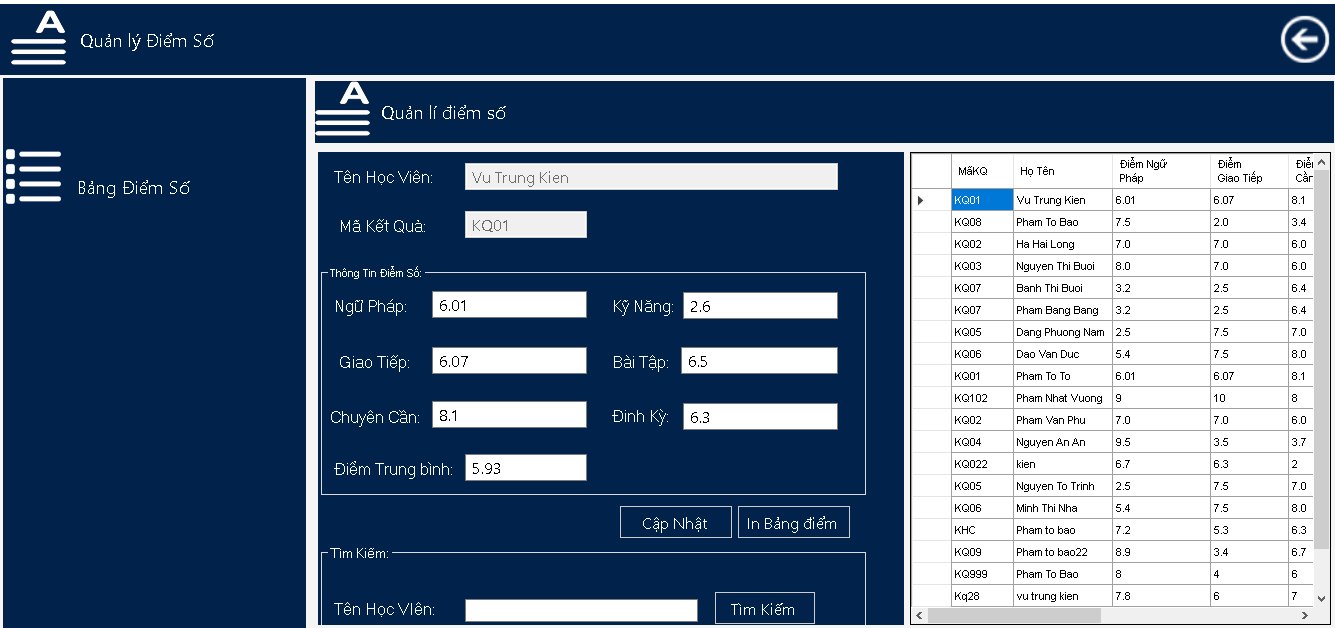 Quản lý Điểm Số
Bảng Điểm Số
Quản lí điểm số
Tên Học Viên: Vu Trung Kien
Mã Kết Quả: KQ01
Thông Tin Điểm Số:
Ngữ Pháp: 6.01 Kỹ Năng: 2.6
Giao Tiếp: 6.07 Bài Tập: 6.5
Chuyên Cần: 8.1 Đinh Kỳ: 6.3
Điểm Trung bình: 5.93
Cập Nhật In Bảng điểm
Tìm Kiếm:
Tên Học VIên: Tìm Kiếm
MãKQ Họ Tên Điểm Ngữ Pháp Điểm Giao Tiếp
KQ01 Vu Trung Kien 6.01 6.07 8.1
KQ08 Pham To Bao 7.5 2.0 3.4
KQ02 Ha Hai Long 7.0 7.0 6.0
KQ03 Nguyen Thi Buoi 8.0 7.0 6.0
KQ07 Banh Thi Buoi 3.2 2.5 6.4
KQ07 Pham Bang Bang 3.2 2.5 6.4
KQ05 Dang Phuong Nam 2.5 7.5 7.0
KQ06 Dao Van Duc 5.4 7.5 8.0
KQ01 Pham To To 6.01 6.07 8.1
KQ102 Pham Nhat Vuong 9 10 8
KQ02 Pham Van Phu 7.0 7.0 6.0
KQ04 Nguyen An An 9.5 3.5 3.7
KQ022 kien 6.7 6.3 2
KQ05 Nguyen To Trinh 2.5 7.5 7.0
KQ06 Minh Thi Nha 5.4 7.5 8.0
KHC Pham to bao 7.2 5.3 6.3
KQ09 Pham to bao22 8.9 3.4 6.7
KQ999 Pham To Bao 8 4 6
Kq28 vu trung kien 7.8 6 7